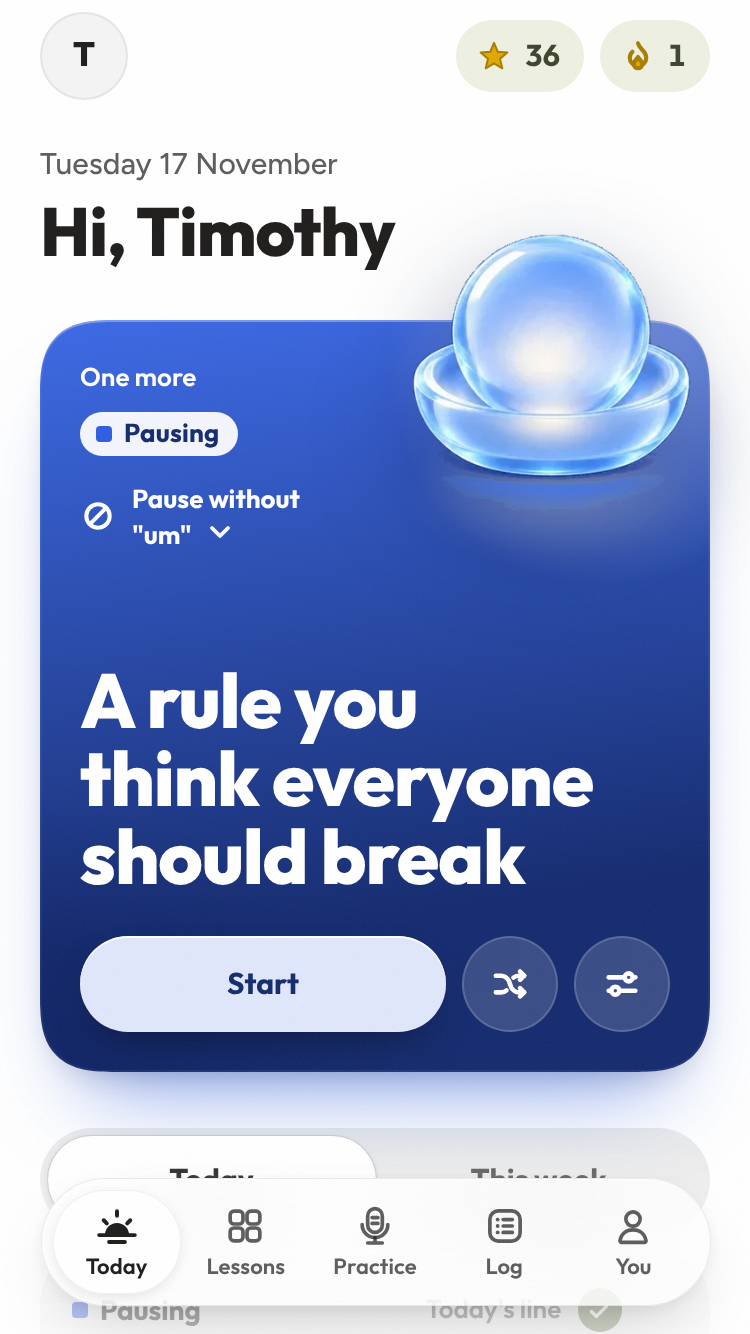 T
36
1
Tuesday 17 November
Hi, Timothy
One more
Pausing
Pause without
"um"
A rule you
think everyone
should break
Start
Today
This week
Today
Lessons
Practice
Log
You
Pausing
Today's line